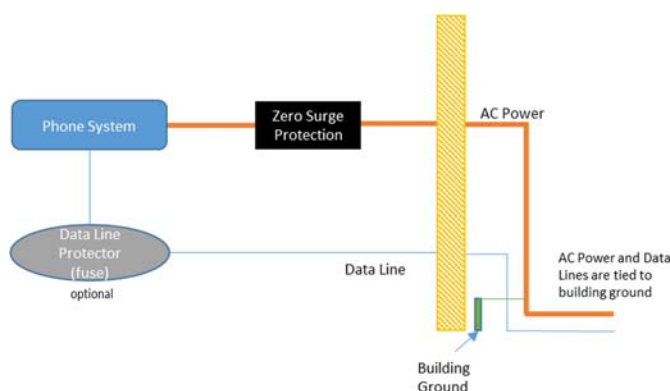 Zero Surge
Protection
AC Power
Phone System
Data Line
Protector
(fuse)
optional
Data Line
AC Power and Data
Lines are tied to
building ground
Building
Ground